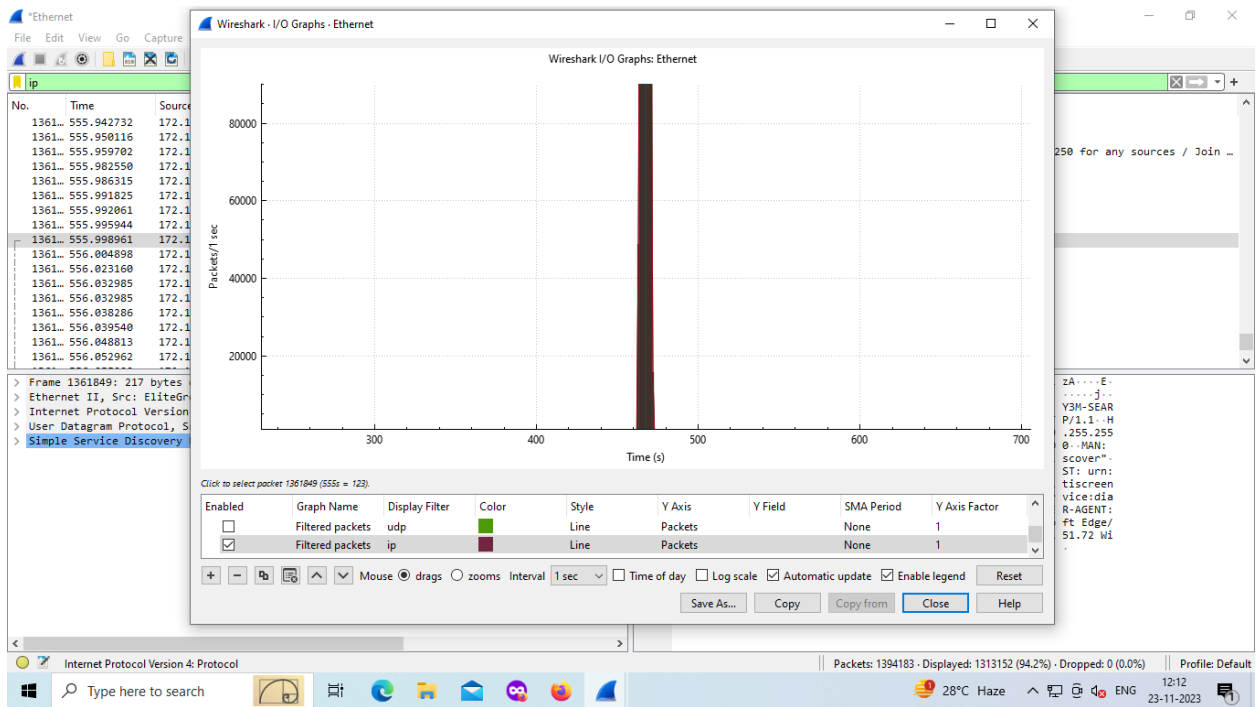 *Ethernet
File Edit View Go Capture
ip
No. Time Source
1361… 555.942732 172.1
1361… 555.950116 172.1
1361… 555.959702 172.1
250 for any sources / Join …
1361… 555.982550 172.1
1361… 555.986315 172.1
1361… 555.991825 172.1
1361… 555.992061 172.1
1361… 555.995944 172.1
1361… 555.998961 172.1
1361… 556.004898 172.1
1361… 556.023160 172.1
1361… 556.032985 172.1
1361… 556.032985 172.1
1361… 556.038286 172.1
1361… 556.039540 172.1
1361… 556.048813 172.1
1361… 556.052962 172.1
Frame 1361849: 217 bytes
Ethernet II, Src: EliteGr
Internet Protocol Version
User Datagram Protocol, S
Simple Service Discovery
Wireshark · I/O Graphs · Ethernet
Wireshark I/O Graphs: Ethernet
Packets/1 sec
80000
60000
40000
20000
300 400 500 600 700
Time (s)
Click to select packet 1361849 (555s = 123).
Enabled Graph Name Display Filter Color Style Y Axis Y Field SMA Period Y Axis Factor
Filtered packets udp Line Packets None 1
Filtered packets ip Line Packets None 1
+ − Mouse drags zooms Interval 1 sec Time of day Log scale Automatic update Enable legend Reset
Save As... Copy Copy from Close Help
zA····E·
·····j··
Y3M-SEAR
P/1.1··H
.255.255
0··MAN:
scover"·
ST: urn:
tiscreen
vice:dia
R-AGENT:
ft Edge/
51.72 Wi
Internet Protocol Version 4: Protocol
Packets: 1394183 · Displayed: 1313152 (94.2%) · Dropped: 0 (0.0%)
Profile: Default
Type here to search
28°C Haze
ENG
12:12
23-11-2023